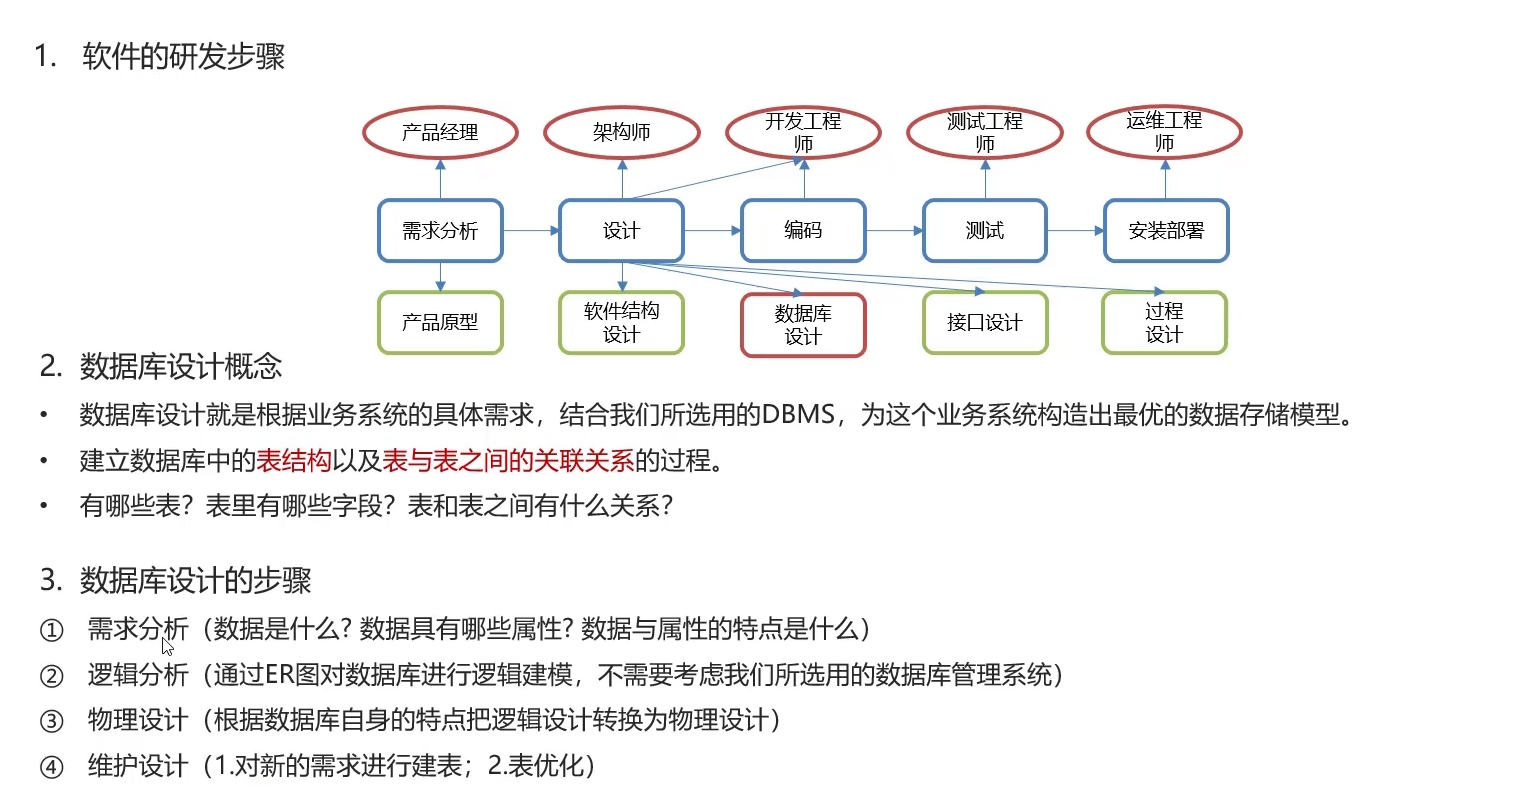 1. 软件的研发步骤
产品经理
架构师
开发工程
师
测试工程
师
运维工程
师
需求分析
设计
编码
测试
安装部署
产品原型
软件结构
设计
数据库
设计
接口设计
过程
设计
2. 数据库设计概念
• 数据库设计就是根据业务系统的具体需求，结合我们所选用的DBMS，为这个业务系统构造出最优的数据存储模型。
• 建立数据库中的表结构以及表与表之间的关联关系的过程。
• 有哪些表？表里有哪些字段？表和表之间有什么关系？
3. 数据库设计的步骤
① 需求分析（数据是什么? 数据具有哪些属性? 数据与属性的特点是什么）
② 逻辑分析（通过ER图对数据库进行逻辑建模，不需要考虑我们所选用的数据库管理系统）
③ 物理设计（根据数据库自身的特点把逻辑设计转换为物理设计）
④ 维护设计（1.对新的需求进行建表；2.表优化）